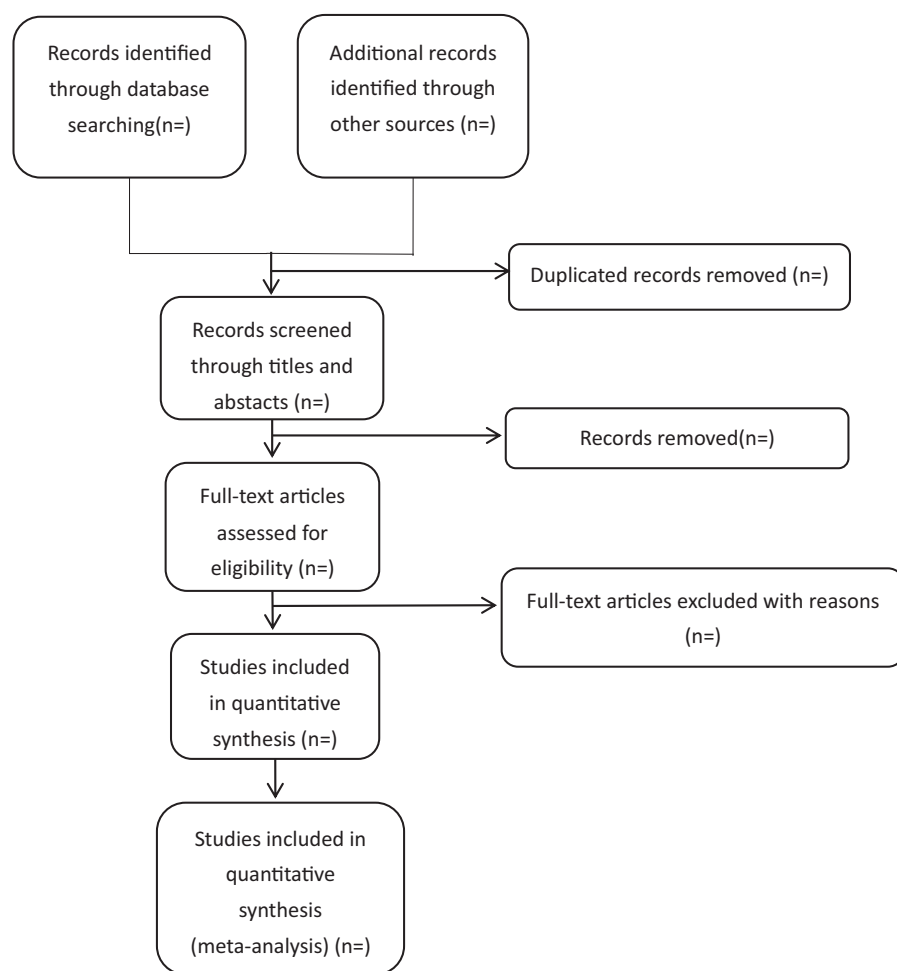 Records identified
through database
searching(n=)
Additional records
identified through
other sources (n=)
Duplicated records removed (n=)
Records screened
through titles and
abstacts (n=)
Records removed(n=)
Full-text articles
assessed for
eligibility (n=)
Full-text articles excluded with reasons
(n=)
Studies included
in quantitative
synthesis (n=)
Studies included in
quantitative
synthesis
(meta-analysis) (n=)